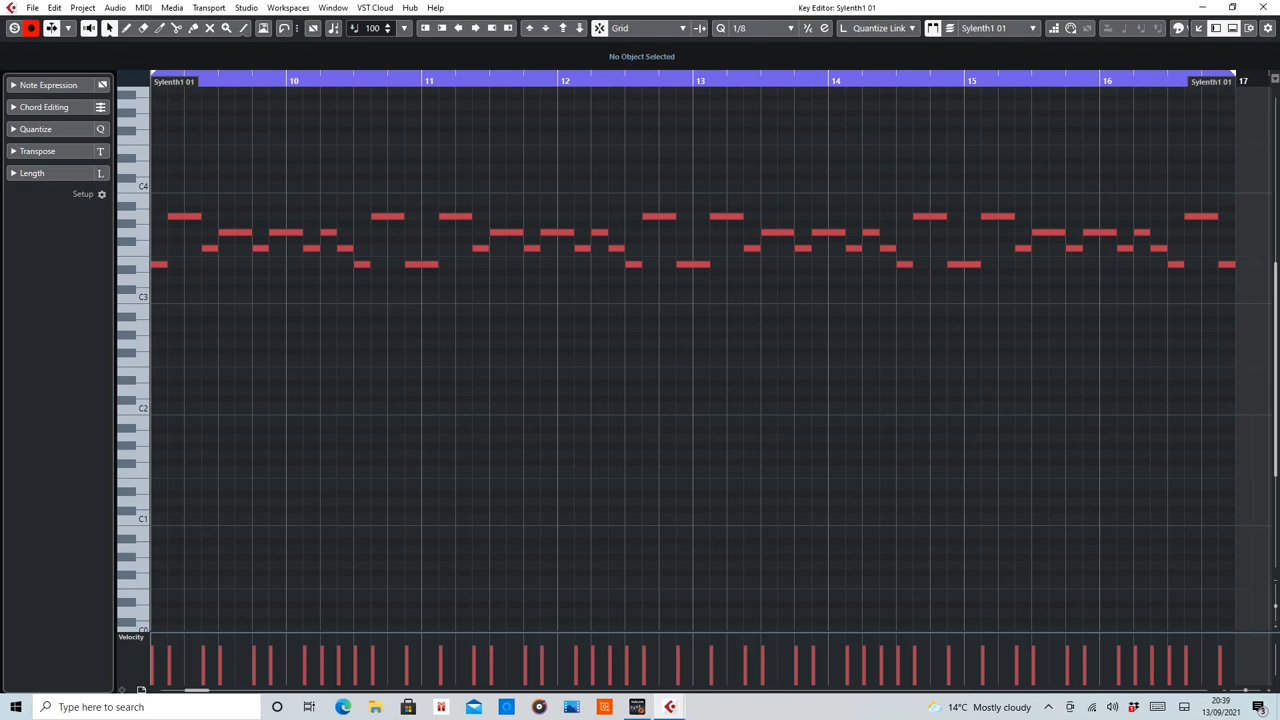 File Edit Project Audio MIDI Media Transport Studio Workspaces Window VST Cloud Hub Help
Key Editor: Sylenth1 01
100 Grid 1/8 Quantize Link Sylenth1 01
No Object Selected
Note Expression
Chord Editing
Quantize Q
Transpose T
Length L
Setup
Sylenth1 01 10 11 12 13 14 15 16 Sylenth1 01 17
C4
C3
C2
C1
C0
Velocity
Type here to search
14°C Mostly cloudy
20:39
13/09/2021